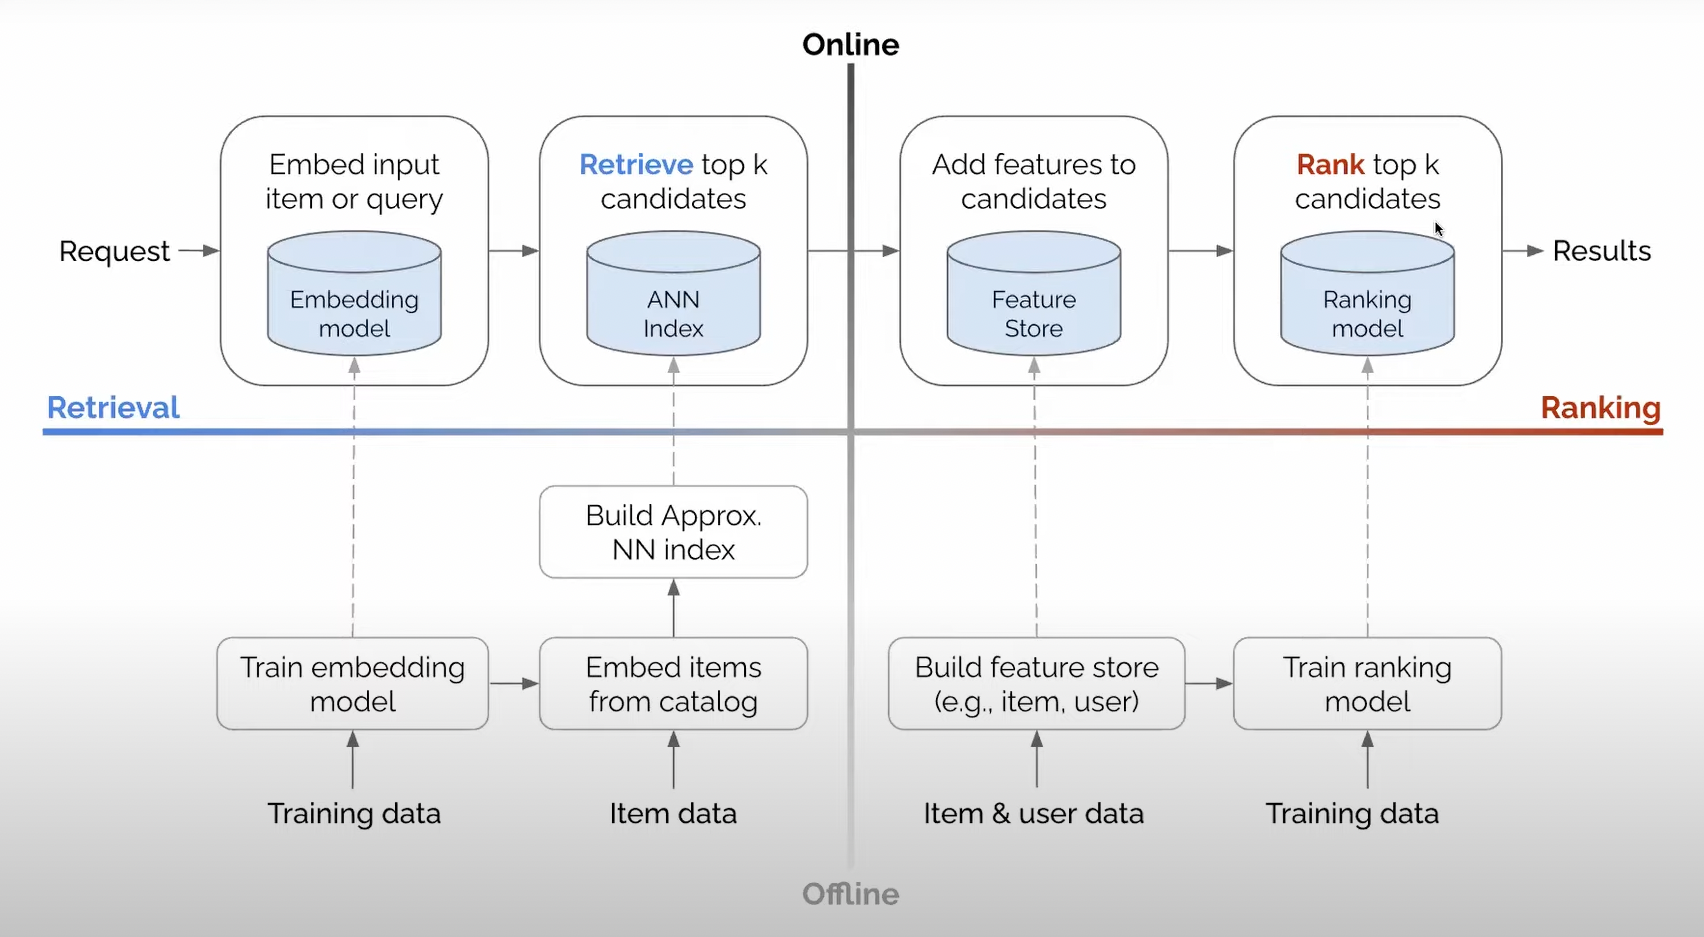 Online
Embed input
item or query
Embedding
model
Retrieve top k
candidates
ANN
Index
Add features to
candidates
Feature
Store
Rank top k
candidates
Ranking
model
Request
Results
Retrieval
Ranking
Build Approx.
NN index
Train embedding
model
Embed items
from catalog
Build feature store
(e.g., item, user)
Train ranking
model
Training data
Item data
Item & user data
Training data
Offline